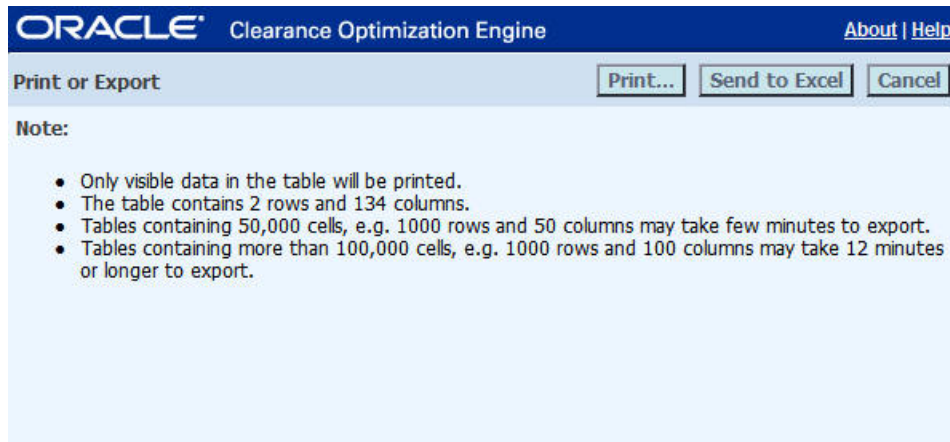 ORACLE Clearance Optimization Engine About | Help
Print or Export Print... Send to Excel Cancel
Note:
• Only visible data in the table will be printed.
• The table contains 2 rows and 134 columns.
• Tables containing 50,000 cells, e.g. 1000 rows and 50 columns may take few minutes to export.
• Tables containing more than 100,000 cells, e.g. 1000 rows and 100 columns may take 12 minutes
or longer to export.